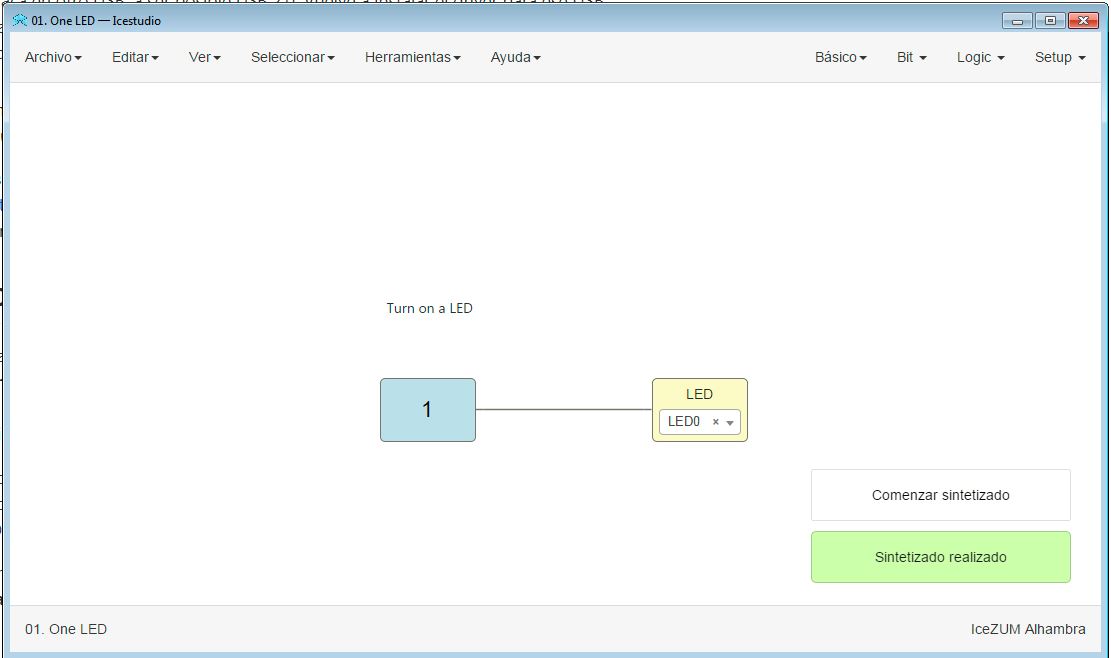 01. One LED — Icestudio
Archivo Editar Ver Seleccionar Herramientas Ayuda Básico Bit Logic Setup
Turn on a LED
1
LED
LED0 ×
Comenzar sintetizado
Sintetizado realizado
01. One LED IceZUM Alhambra